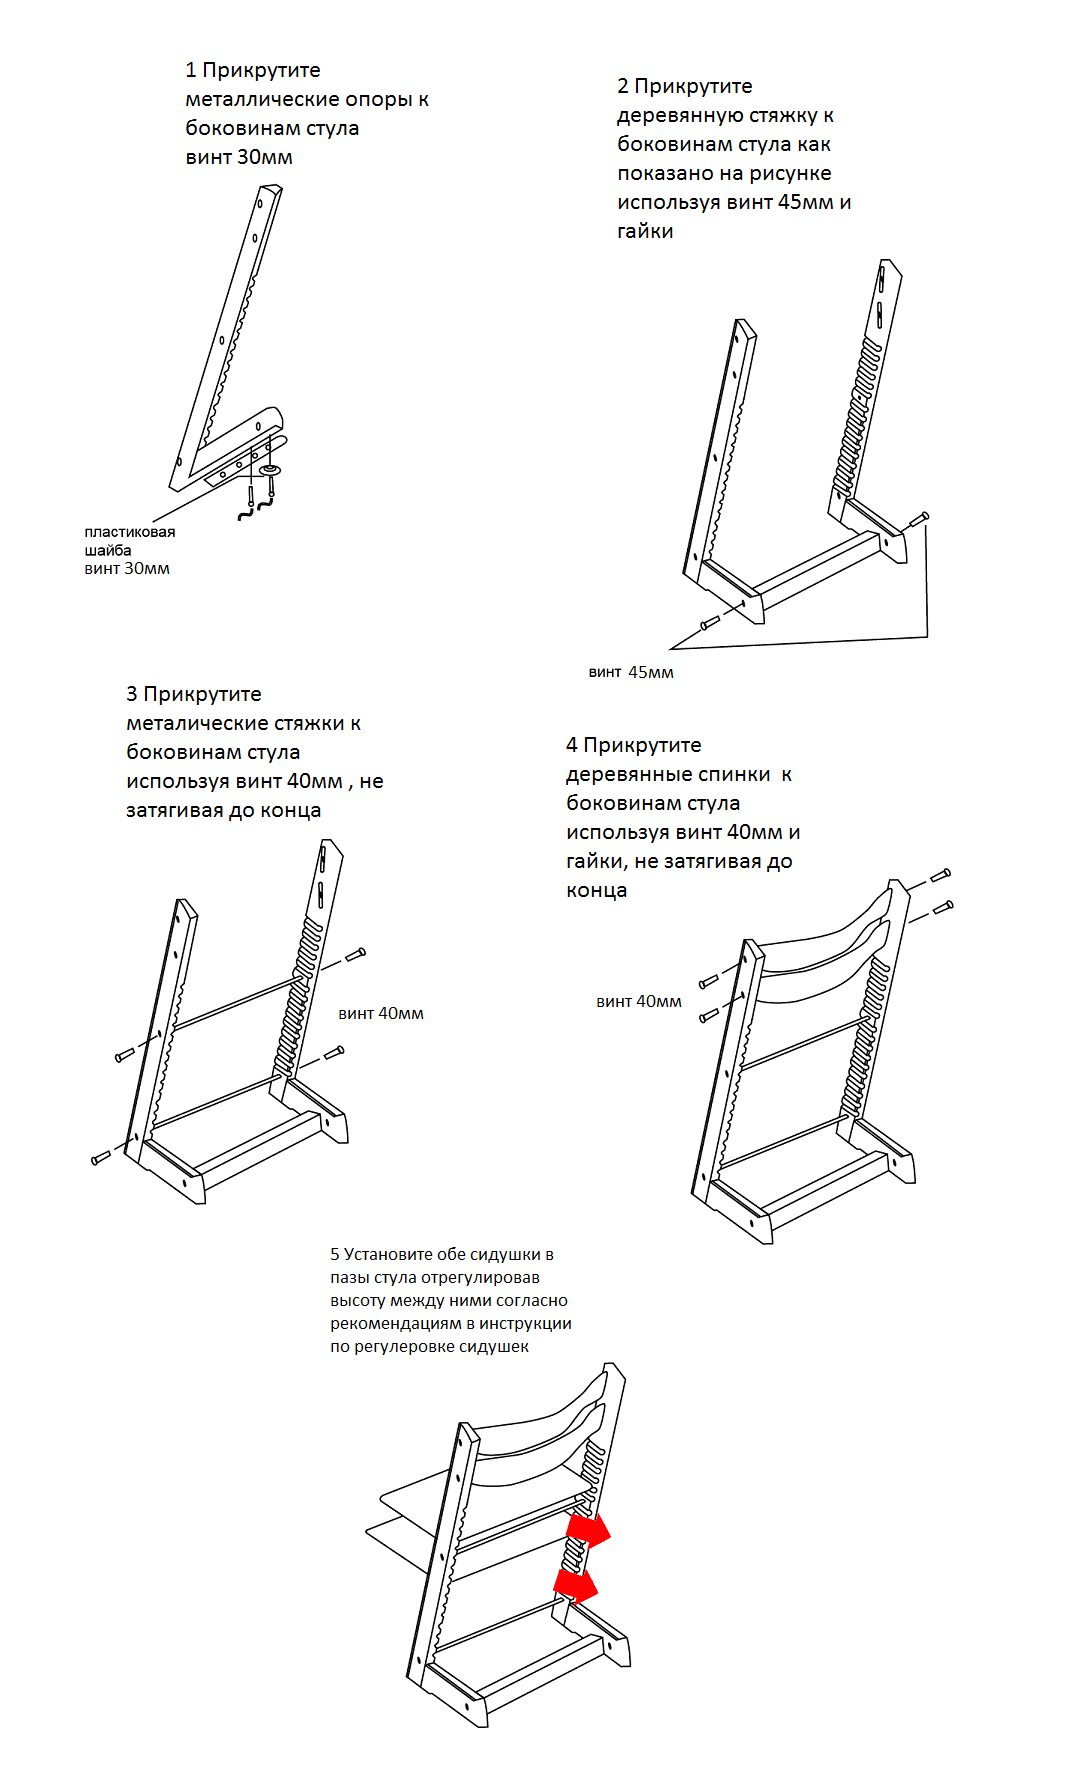 1 Прикрутите
металлические опоры к
боковинам стула
винт 30мм
2 Прикрутите
деревянную стяжку к
боковинам стула как
показано на рисунке
используя винт 45мм и
гайки
пластиковая
шайба
винт 30мм
винт 45мм
3 Прикрутите
металические стяжки к
боковинам стула
используя винт 40мм , не
затягивая до конца
винт 40мм
4 Прикрутите
деревянные спинки к
боковинам стула
используя винт 40мм и
гайки, не затягивая до
конца
винт 40мм
5 Установите обе сидушки в
пазы стула отрегулировав
высоту между ними согласно
рекомендациям в инструкции
по регулеровке сидушек